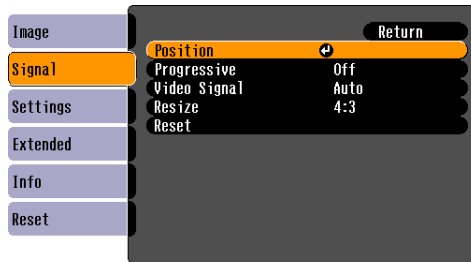 Image
Signal
Settings
Extended
Info
Reset
Return
Position
Progressive Off
Video Signal Auto
Resize 4:3
Reset